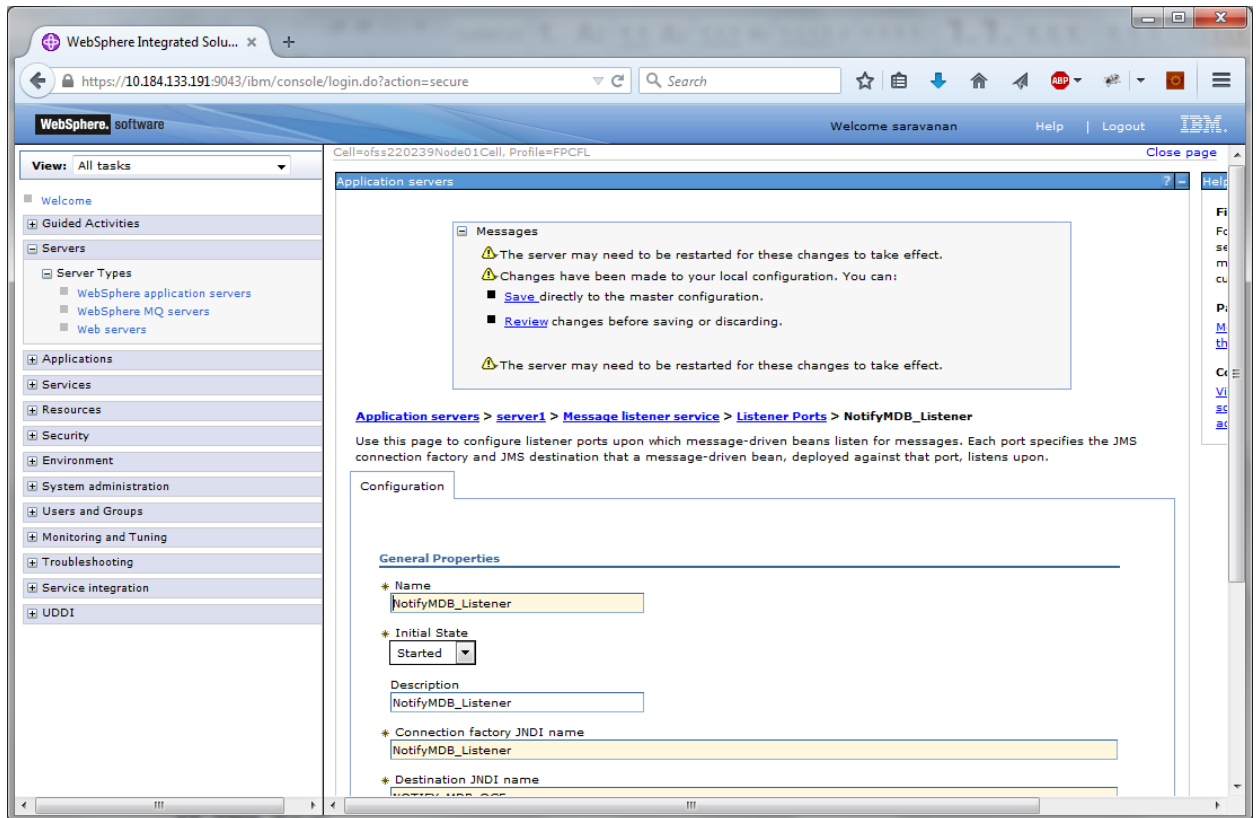 WebSphere Integrated Solu... × +
https://10.184.133.191:9043/ibm/console/login.do?action=secure Search ABP
WebSphere. software Welcome saravanan Help | Logout IBM.
View: All tasks
Welcome
Guided Activities
Servers
Server Types
WebSphere application servers
WebSphere MQ servers
Web servers
Applications
Services
Resources
Security
Environment
System administration
Users and Groups
Monitoring and Tuning
Troubleshooting
Service integration
UDDI
Cell=ofss220239Node01Cell, Profile=FPCFL Close page
Application servers ? –
Messages
The server may need to be restarted for these changes to take effect.
Changes have been made to your local configuration. You can:
Save directly to the master configuration.
Review changes before saving or discarding.
The server may need to be restarted for these changes to take effect.
Application servers > server1 > Message listener service > Listener Ports > NotifyMDB_Listener
Use this page to configure listener ports upon which message-driven beans listen for messages. Each port specifies the JMS
connection factory and JMS destination that a message-driven bean, deployed against that port, listens upon.
Configuration
General Properties
* Name
NotifyMDB_Listener
* Initial State
Started
Description
NotifyMDB_Listener
* Connection factory JNDI name
NotifyMDB_Listener
* Destination JNDI name
Help